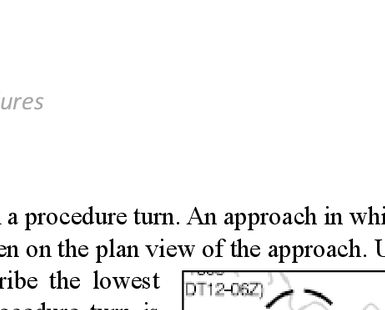 ures
a procedure turn. An approach in whi
en on the plan view of the approach. U
ribe the lowest
DT12-06Z)
cedure turn is